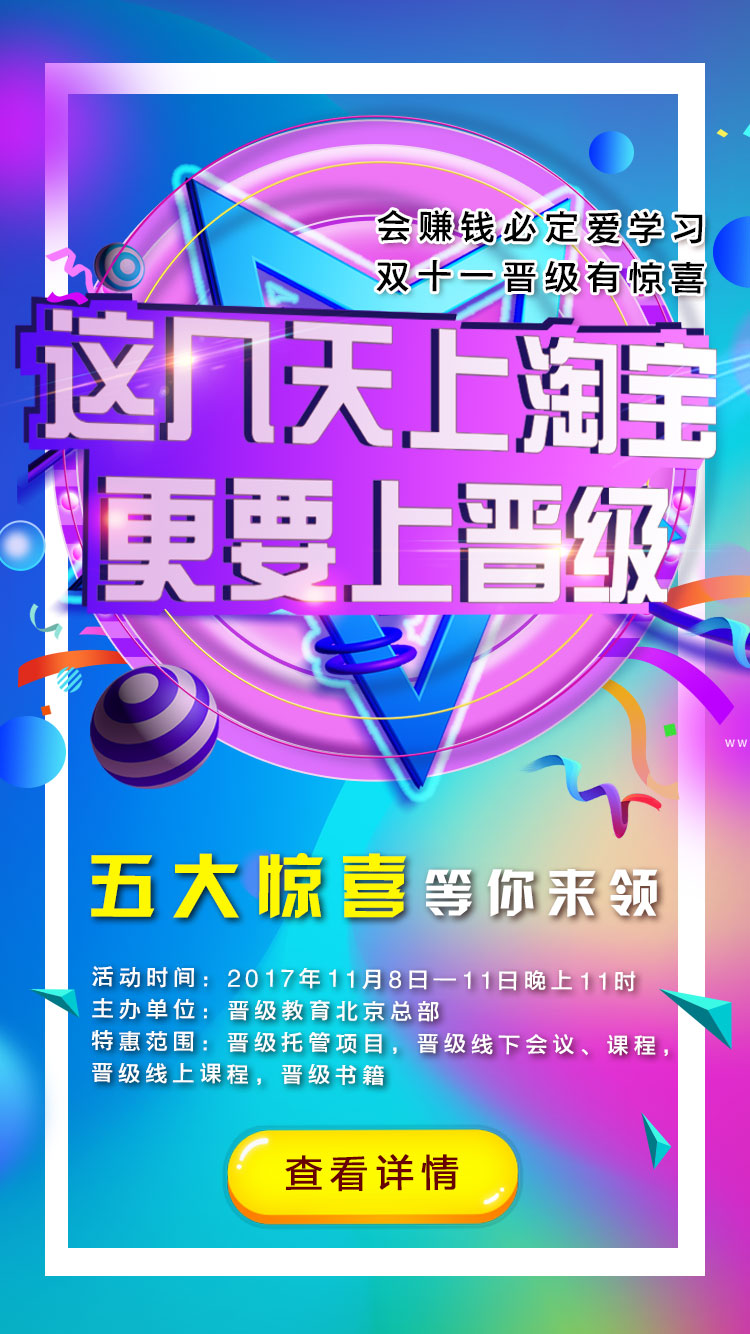 会赚钱必定爱学习
双十一晋级有惊喜
这几天上淘宝
更要上晋级
ww
五大惊喜等你来领
活动时间：2017年11月8日—11日晚上11时
主办单位：晋级教育北京总部
特惠范围：晋级托管项目，晋级线下会议、课程，
晋级线上课程，晋级书籍
查看详情